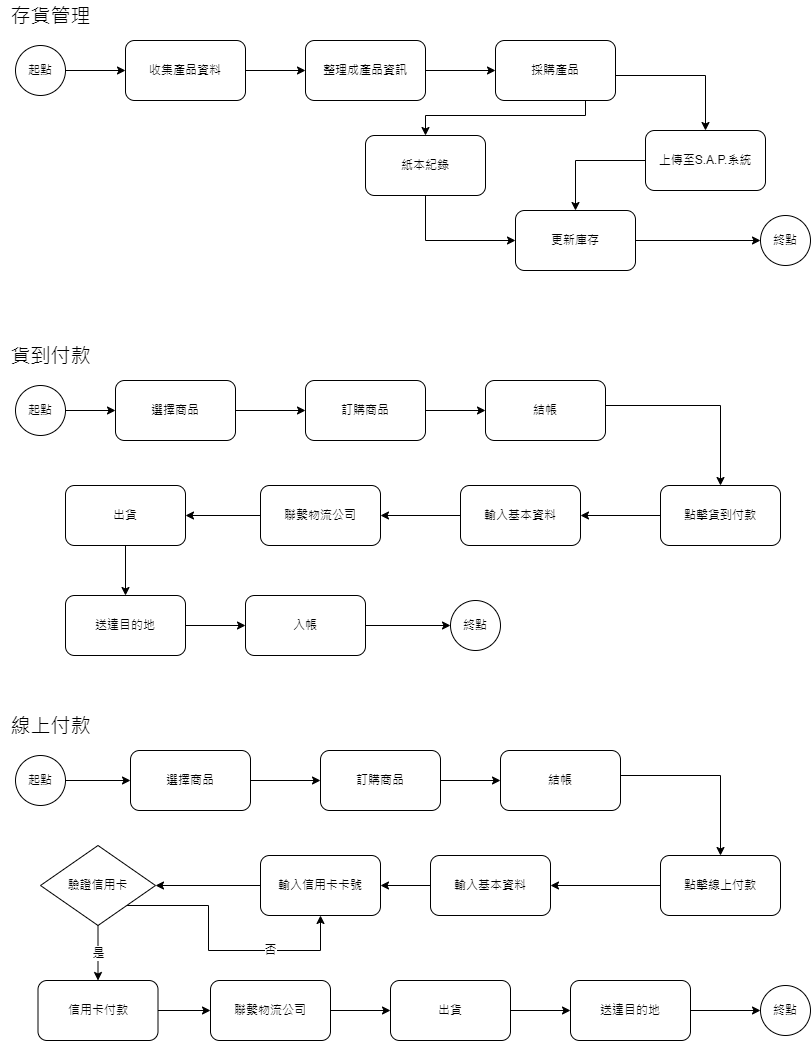 存貨管理
起點
收集產品資料
整理成產品資訊
採購產品
紙本紀錄
上傳至S.A.P.系統
更新庫存
終點
貨到付款
起點
選擇商品
訂購商品
結帳
出貨
聯繫物流公司
輸入基本資料
點擊貨到付款
送達目的地
入帳
終點
線上付款
起點
選擇商品
訂購商品
結帳
驗證信用卡
輸入信用卡卡號
輸入基本資料
點擊線上付款
是
否
信用卡付款
聯繫物流公司
出貨
送達目的地
終點